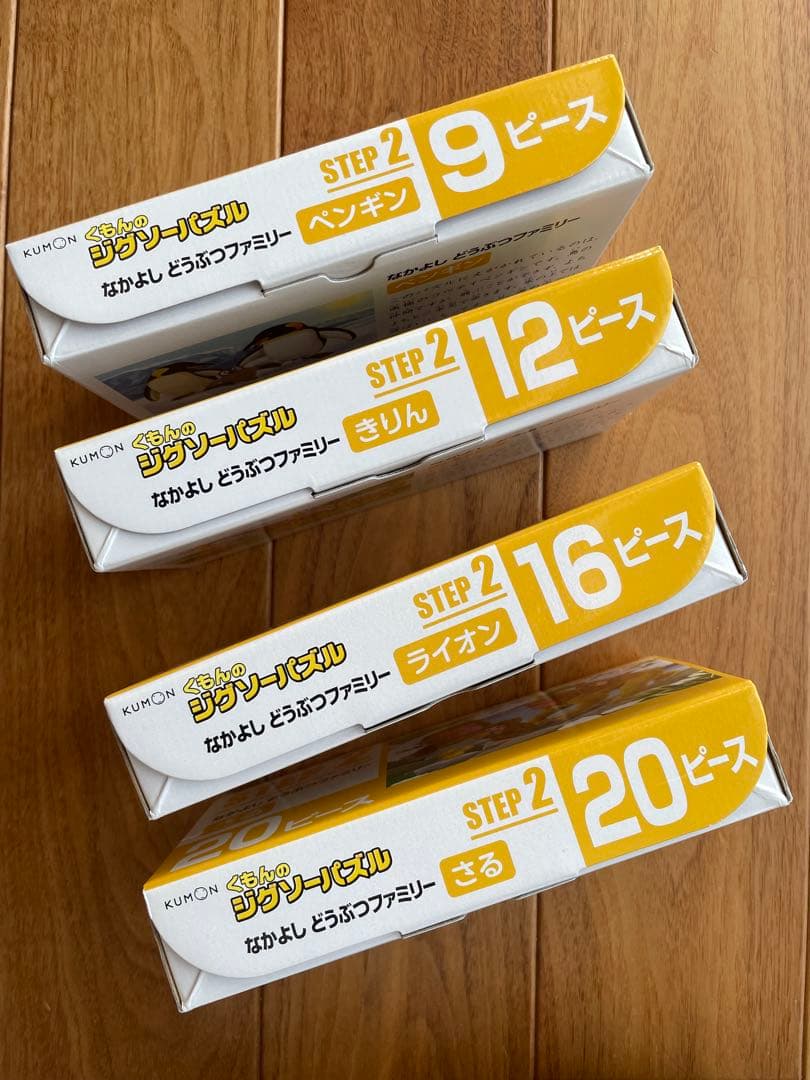 KUMON
くもんの
ジグソーパズル
なかよし どうぶつファミリー
STEP 2
ペンギン
9ピース
なかよし どうぶつファミリー
ペンギン
KUMON
くもんの
ジグソーパズル
なかよし どうぶつファミリー
STEP 2
きりん
12ピース
KUMON
くもんの
ジグソーパズル
なかよし どうぶつファミリー
STEP 2
ライオン
16ピース
20ピース
KUMON
くもんの
ジグソーパズル
なかよし どうぶつファミリー
STEP 2
さる
20ピース